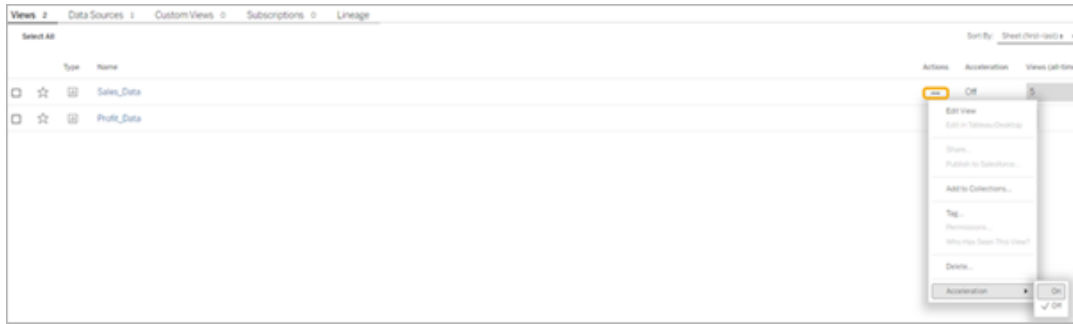 Views 2 Data Sources 1 Custom Views 0 Subscriptions 0 Lineage
Select All
Sort By: Sheet (first–last)
Type Name Actions Acceleration Views (all-time
Sales_Data Off 5
Profit_Data
Edit View
Edit in Tableau Desktop
Share...
Publish to Salesforce...
Add to Collections...
Tag...
Permissions...
Who Has Seen This View?
Delete...
Acceleration On
Off